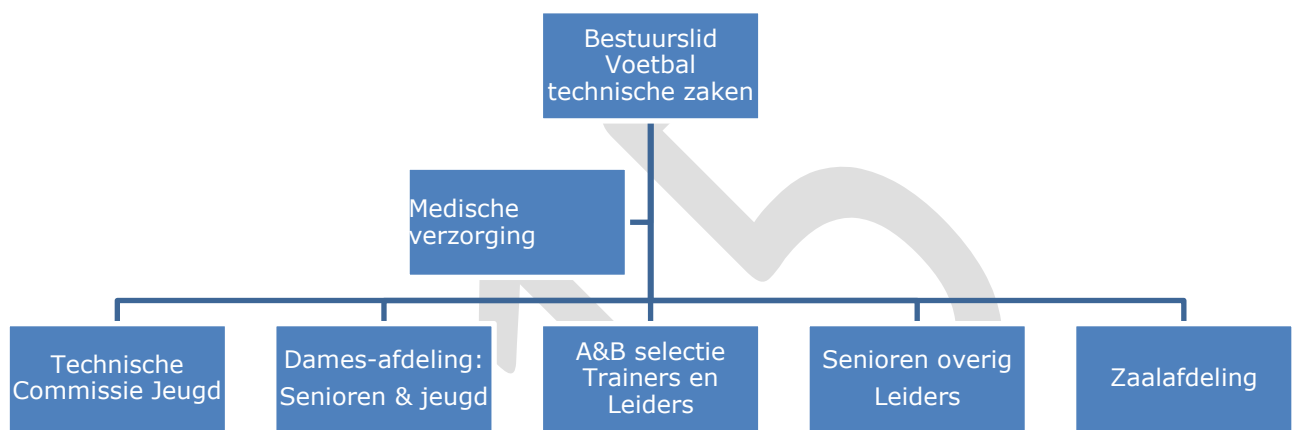 Bestuurslid
Voetbal
technische zaken
Medische
verzorging
Technische
Commissie Jeugd
Dames-afdeling:
Senioren & jeugd
A&B selectie
Trainers en
Leiders
Senioren overig
Leiders
Zaalafdeling